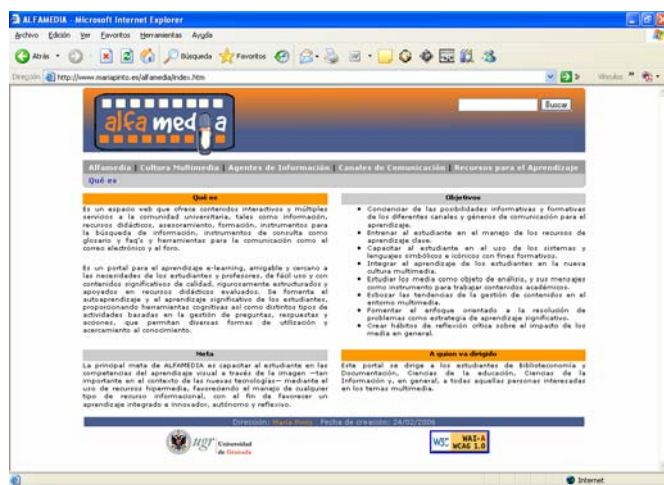 ALFAMEDIA - Microsoft Internet Explorer
Archivo Edición Ver Favoritos Herramientas Ayuda
Atrás Búsqueda Favoritos
Dirección http://www.mariapinto.es/alfamedia/index.htm Ir Vínculos
alfamedia
Buscar
Alfamedia | Cultura Multimedia | Agentes de Información | Canales de Comunicación | Recursos para el Aprendizaje
Qué es
Qué es
Es un espacio web que ofrece contenidos interactivos y múltiples
servicios a la comunidad universitaria, tales como información,
recursos didácticos, asesoramiento, formación, instrumentos para
la búsqueda de información, instrumentos de consulta como
glosario y faq's y herramientas para la comunicación como el
correo electrónico y el foro.
Es un portal para el aprendizaje e-learning, amigable y cercano a
las necesidades de los estudiantes y profesores, de fácil uso y con
contenidos significativos de calidad, rigurosamente estructurados y
apoyados en recursos didácticos evaluados. Se fomenta el
autoaprendizaje y el aprendizaje significativo de los estudiantes,
proporcionando herramientas cognitivas así como distintos tipos de
actividades basadas en la gestión de preguntas, respuestas y
acciones, que permitan diversas formas de utilización y
acercamiento al conocimiento.
Objetivos
Concienciar de las posibilidades informativas y formativas
de los diferentes canales y géneros de comunicación para el
aprendizaje.
Entrenar al estudiante en el manejo de los recursos de
aprendizaje clave.
Capacitar al estudiante en el uso de los sistemas y
lenguajes simbólicos e icónicos con fines formativos.
Integrar el aprendizaje de los estudiantes en la nueva
cultura multimedia.
Estudiar los media como objeto de análisis, y sus mensajes
como instrumento para trabajar contenidos académicos.
Esbozar las tendencias de la gestión de contenidos en el
entorno multimedia.
Fomentar el enfoque orientado a la resolución de
problemas como estrategia de aprendizaje significativo.
Crear hábitos de reflexión crítica sobre el impacto de los
media en general.
Meta
La principal meta de ALFAMEDIA es capacitar al estudiante en las
competencias del aprendizaje visual a través de la imagen —tan
importante en el contexto de las nuevas tecnologías— mediante el
uso de recursos hipermedia, favoreciendo el manejo de cualquier
tipo de recurso informacional, con el fin de favorecer un
aprendizaje integrado e innovador, autónomo y reflexivo.
A quien va dirigido
Este portal se dirige a los estudiantes de Biblioteconomía y
Documentación, Ciencias de la educación, Ciencias de la
Información y, en general, a todas aquellas personas interesadas
en los temas multimedia.
Dirección: María Pinto . Fecha de creación: 24/02/2006
ugr Universidad
de Granada
W3C WAI-A
WCAG 1.0
Internet